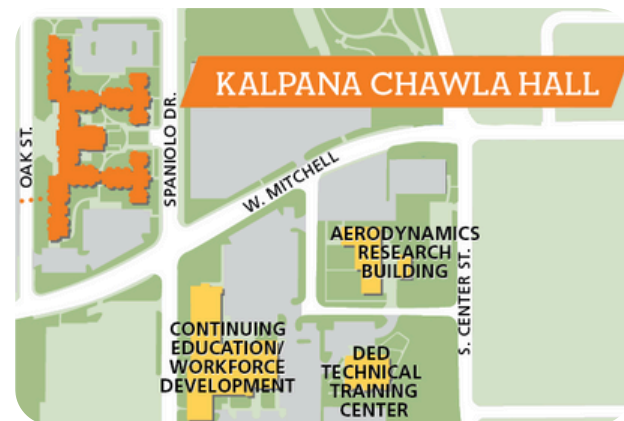 KALPANA CHAWLA HALL
OAK ST.
SPANIOLO DR.
W. MITCHELL
AERODYNAMICS
RESEARCH
BUILDING
S. CENTER ST.
CONTINUING
EDUCATION/
WORKFORCE
DEVELOPMENT
DED
TECHNICAL
TRAINING
CENTER